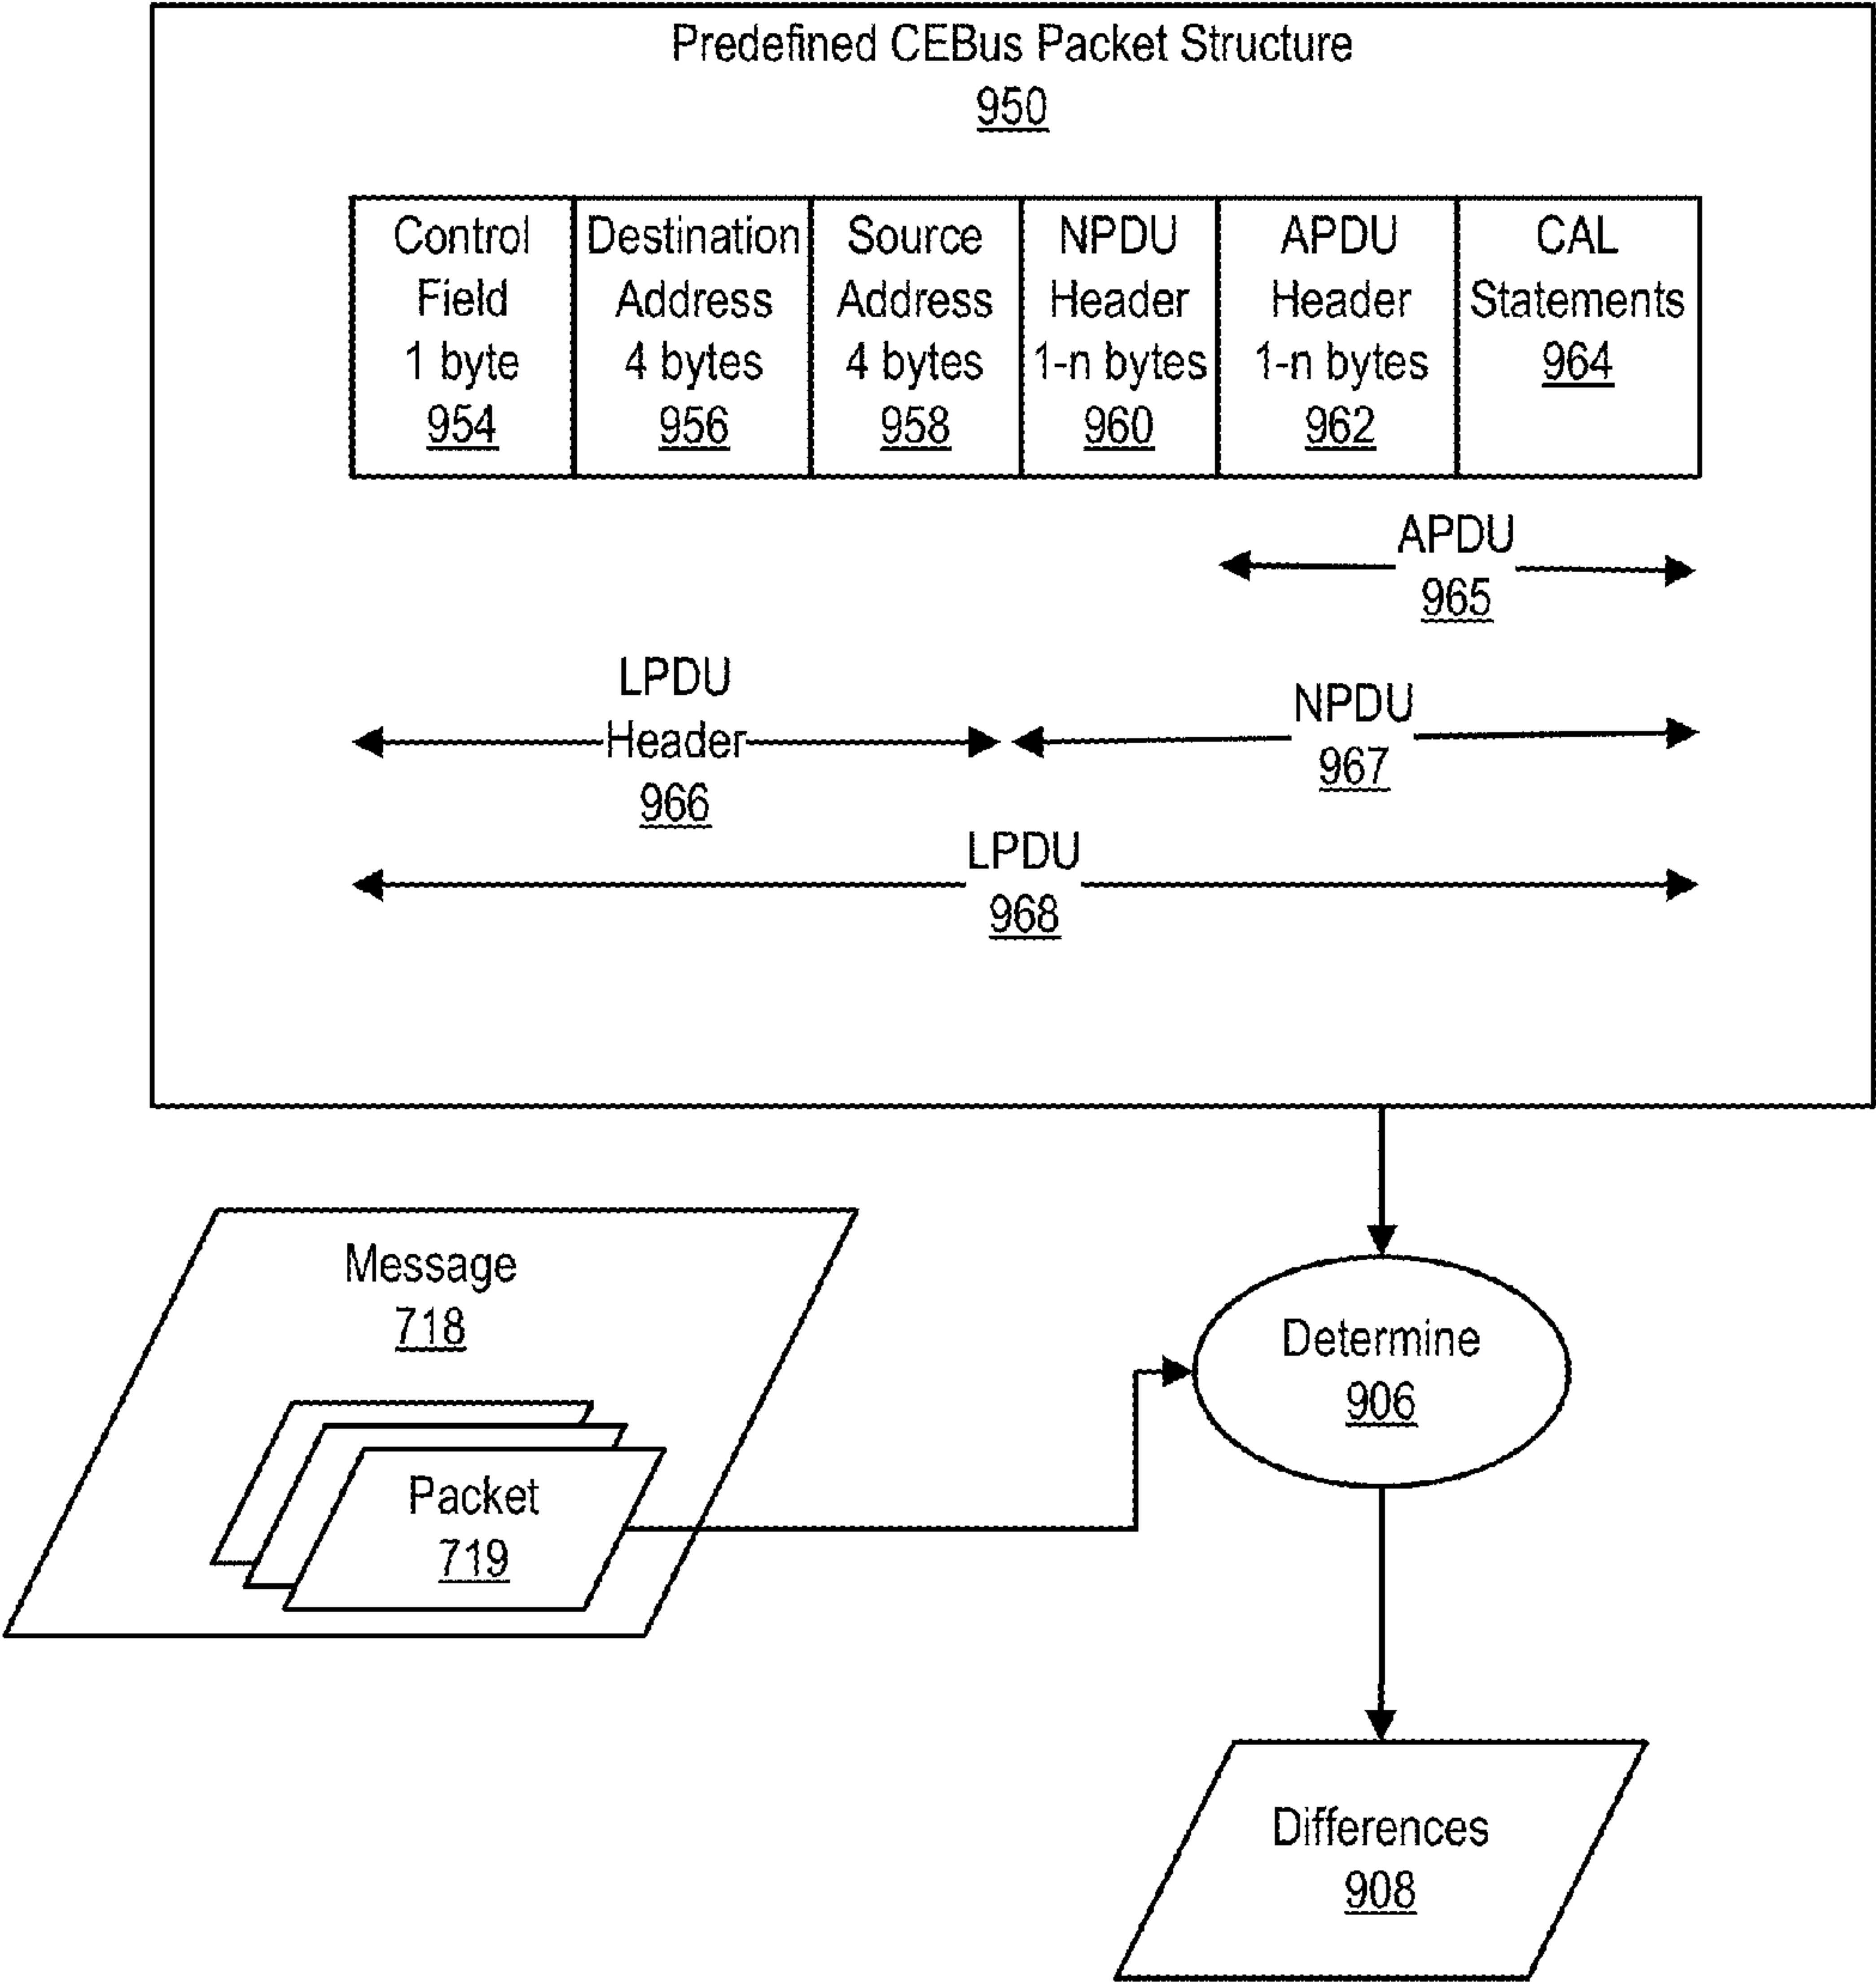 Predefined CEBus Packet Structure
950
Control
Field
1 byte
954
Destination
Address
4 bytes
956
Source
Address
4 bytes
958
NPDU
Header
1-n bytes
960
APDU
Header
1-n bytes
962
CAL
Statements
964
APDU
965
LPDU
Header
966
NPDU
967
LPDU
968
Message
718
Packet
719
Determine
906
Differences
908